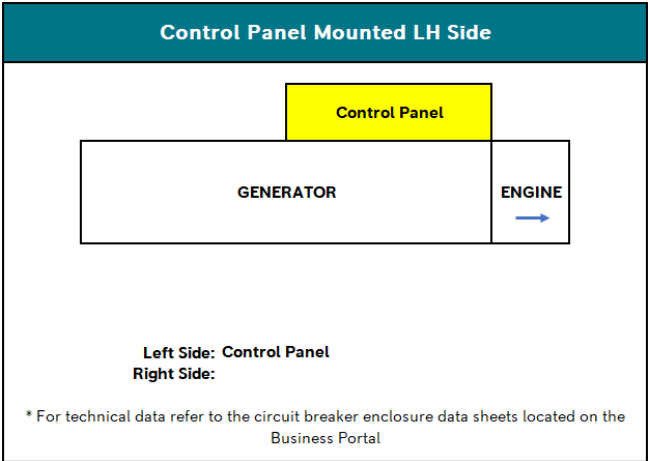 Control Panel Mounted LH Side
Control Panel
GENERATOR
ENGINE
Left Side: Control Panel
Right Side:
* For technical data refer to the circuit breaker enclosure data sheets located on the
Business Portal